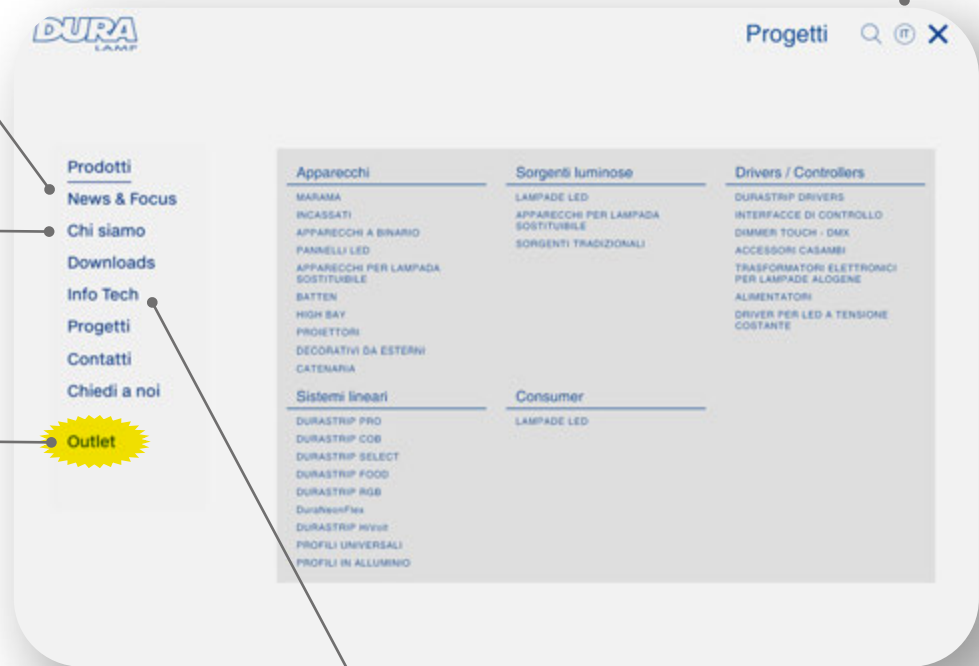 DURA
LAMP
Progetti
IT
Prodotti
News & Focus
Chi siamo
Downloads
Info Tech
Progetti
Contatti
Chiedi a noi
Outlet
Apparecchi
MARAMA
INCASSATI
APPARECCHI A BINARIO
PANNELLI LED
APPARECCHI PER LAMPADA
SOSTITUIBILE
BATTEN
HIGH BAY
PROIETTORI
DECORATIVI DA ESTERNI
CATENARIA
Sorgenti luminose
LAMPADE LED
APPARECCHI PER LAMPADA
SOSTITUIBILE
SORGENTI TRADIZIONALI
Drivers / Controllers
DURASTRIP DRIVERS
INTERFACCE DI CONTROLLO
DIMMER TOUCH - DMX
ACCESSORI CASAMBI
TRASFORMATORI ELETTRONICI
PER LAMPADE ALOGENE
ALIMENTATORI
DRIVER PER LED A TENSIONE
COSTANTE
Sistemi lineari
DURASTRIP PRO
DURASTRIP COB
DURASTRIP SELECT
DURASTRIP FOOD
DURASTRIP RGB
DuraNeonFlex
DURASTRIP HiVolt
PROFILI UNIVERSALI
PROFILI IN ALLUMINIO
Consumer
LAMPADE LED